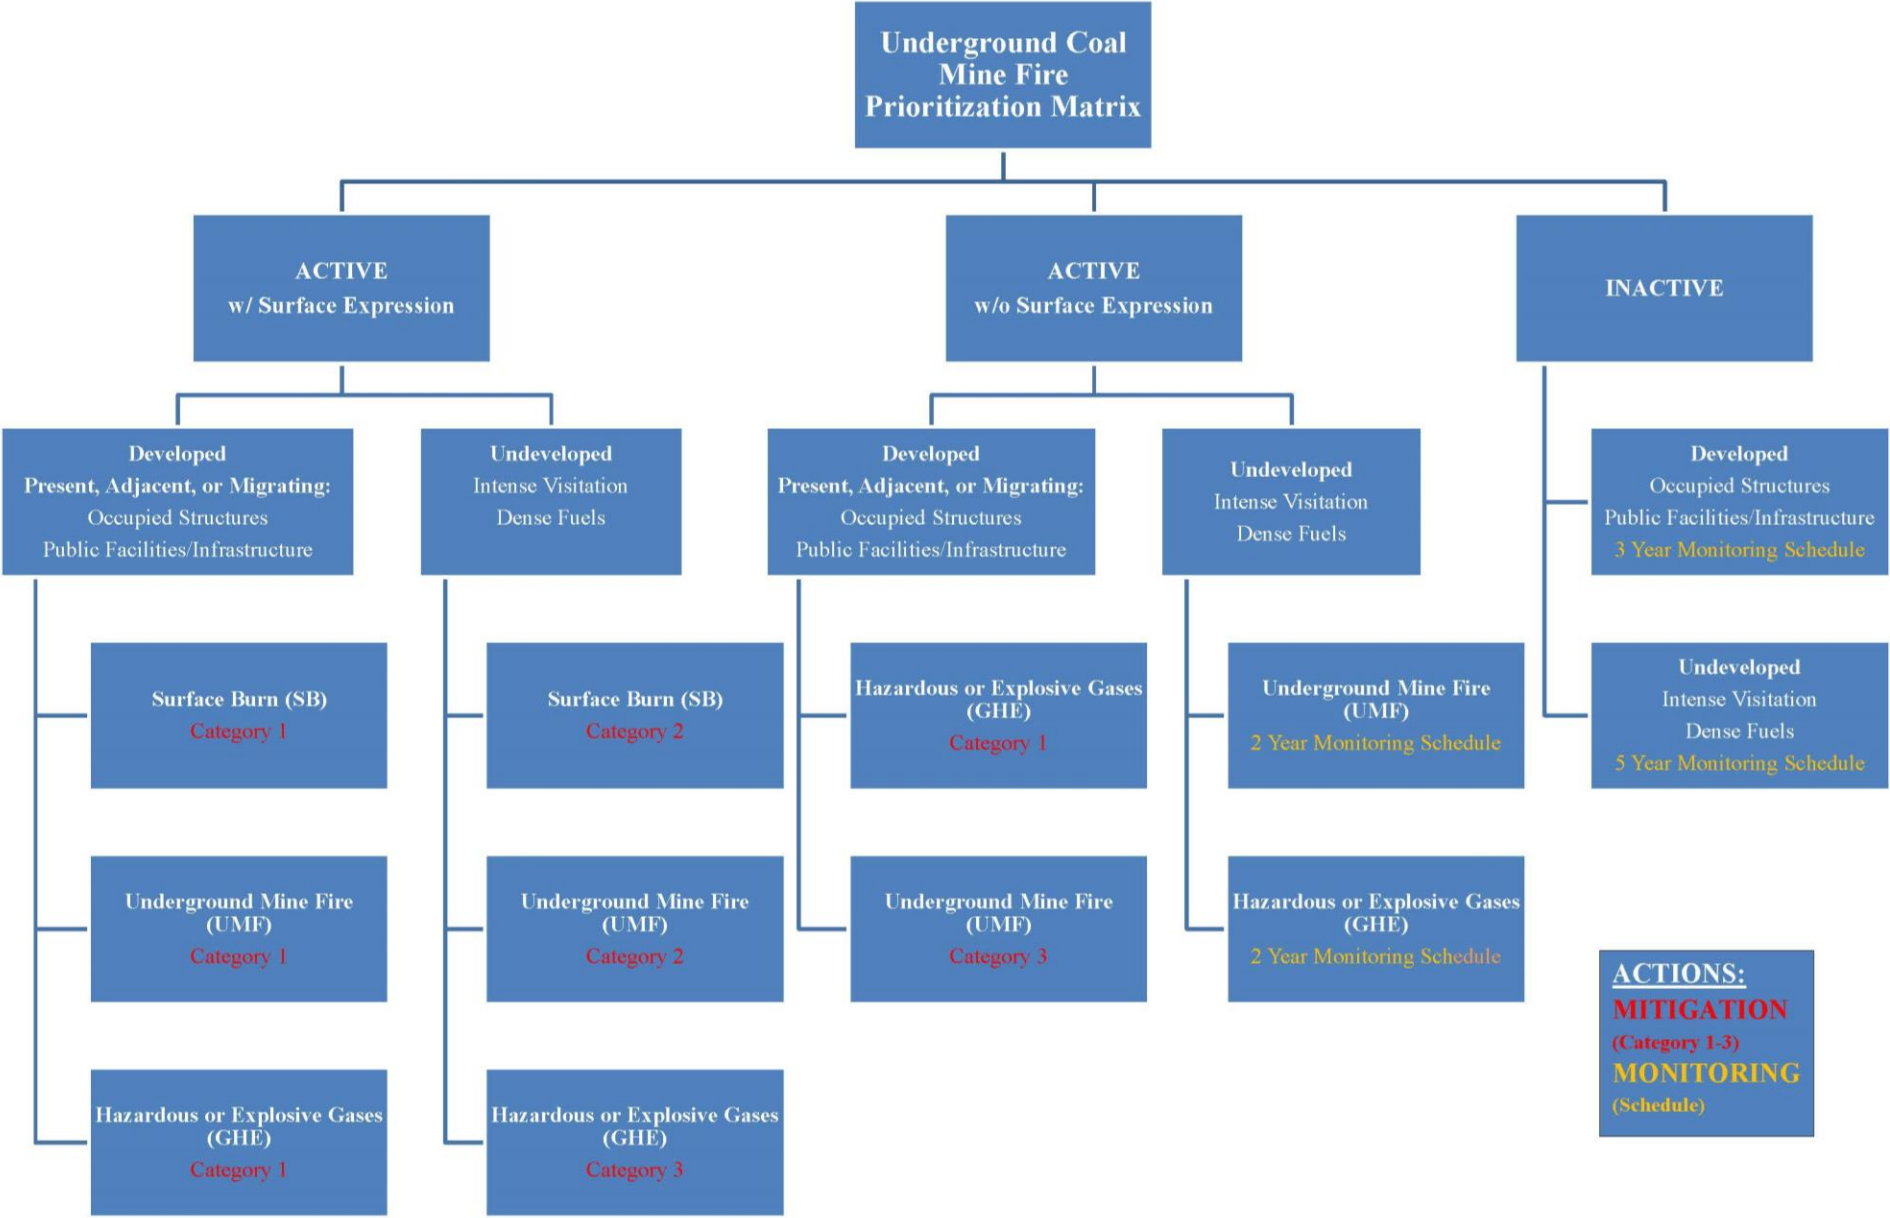 Underground Coal
Mine Fire
Prioritization Matrix
ACTIVE
w/ Surface Expression
ACTIVE
w/o Surface Expression
INACTIVE
Developed
Present, Adjacent, or Migrating:
Occupied Structures
Public Facilities/Infrastructure
Undeveloped
Intense Visitation
Dense Fuels
Developed
Present, Adjacent, or Migrating:
Occupied Structures
Public Facilities/Infrastructure
Undeveloped
Intense Visitation
Dense Fuels
Developed
Occupied Structures
Public Facilities/Infrastructure
3 Year Monitoring Schedule
Surface Burn (SB)
Category 1
Surface Burn (SB)
Category 2
Hazardous or Explosive Gases
(GHE)
Category 1
Underground Mine Fire
(UMF)
2 Year Monitoring Schedule
Undeveloped
Intense Visitation
Dense Fuels
5 Year Monitoring Schedule
Underground Mine Fire
(UMF)
Category 1
Underground Mine Fire
(UMF)
Category 2
Underground Mine Fire
(UMF)
Category 3
Hazardous or Explosive Gases
(GHE)
2 Year Monitoring Schedule
Hazardous or Explosive Gases
(GHE)
Category 1
Hazardous or Explosive Gases
(GHE)
Category 3
ACTIONS:
MITIGATION
(Category 1-3)
MONITORING
(Schedule)